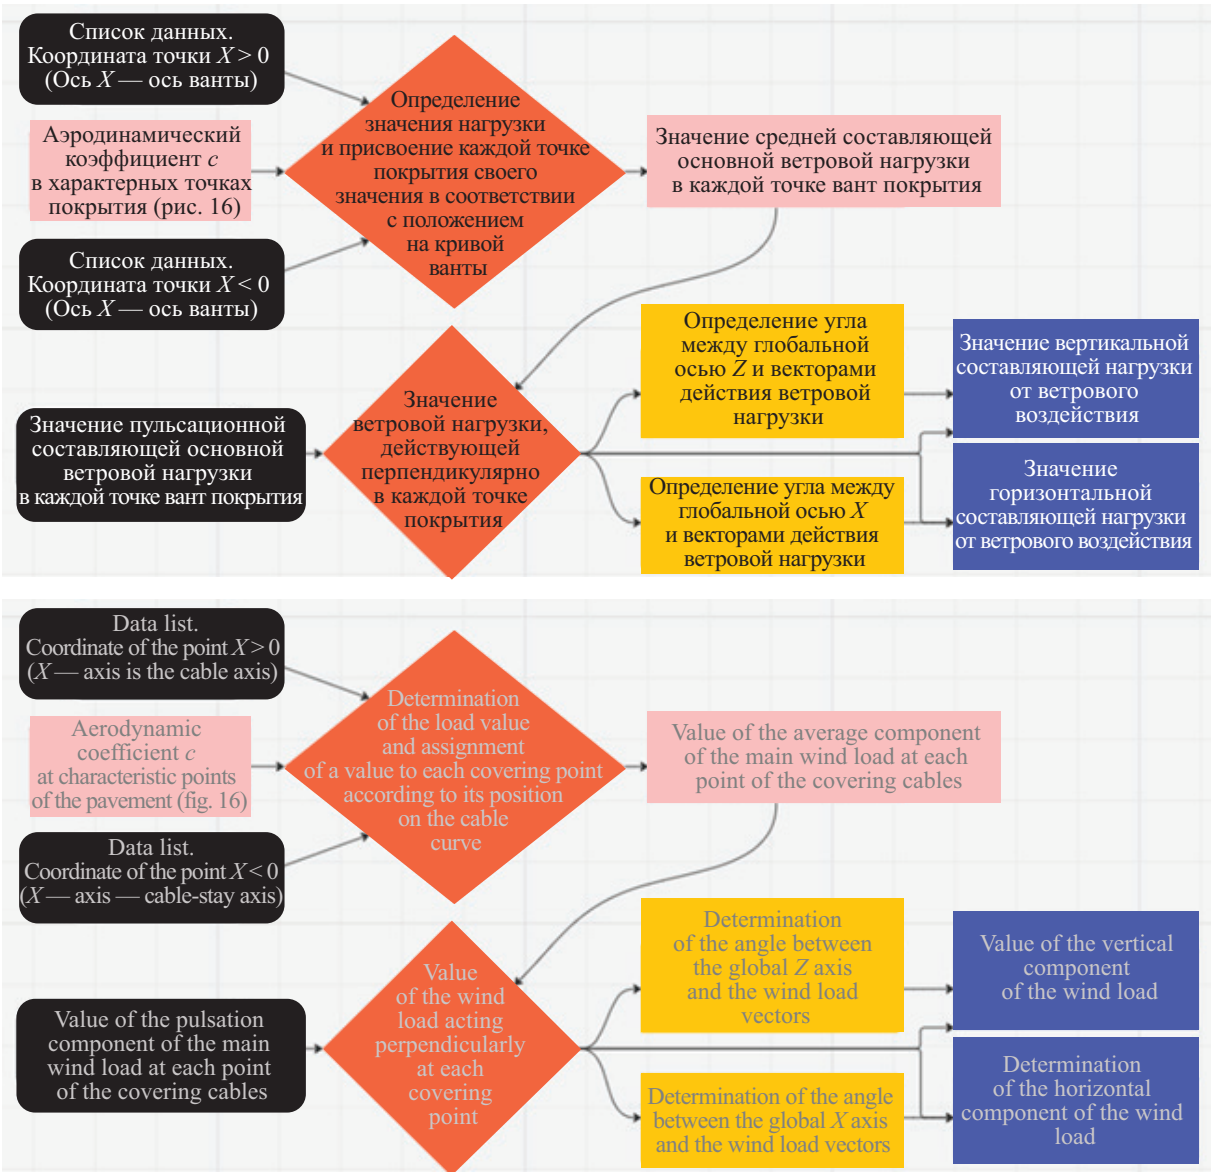 Список данных.
Координата точки X > 0
(Ось X — ось ванты)
Аэродинамический
коэффициент c
в характерных точках
покрытия (рис. 16)
Список данных.
Координата точки X < 0
(Ось X — ось ванты)
Определение
значения нагрузки
и присвоение каждой точке
покрытия своего
значения в соответствии
с положением
на кривой
ванты
Значение средней составляющей
основной ветровой нагрузки
в каждой точке вант покрытия
Значение пульсационной
составляющей основной
ветровой нагрузки
в каждой точке вант покрытия
Значение
ветровой нагрузки,
действующей
перпендикулярно
в каждой точке
покрытия
Определение угла
между глобальной
осью Z и векторами
действия ветровой
нагрузки
Определение угла между
глобальной осью X
и векторами действия
ветровой нагрузки
Значение вертикальной
составляющей нагрузки
от ветрового
воздействия
Значение
горизонтальной
составляющей нагрузки
от ветрового воздействия
Data list.
Coordinate of the point X > 0
(X — axis is the cable axis)
Aerodynamic
coefficient c
at characteristic points
of the pavement (fig. 16)
Data list.
Coordinate of the point X < 0
(X — axis — cable-stay axis)
Determination
of the load value
and assignment
of a value to each covering point
according to its position
on the cable
curve
Value of the average component
of the main wind load at each
point of the covering cables
Value of the pulsation
component of the main
wind load at each point
of the covering cables
Value
of the wind
load acting
perpendicularly
at each
covering
point
Determination
of the angle between
the global Z axis
and the wind load
vectors
Determination of the angle
between the global X axis
and the wind load vectors
Value of the vertical
component
of the wind load
Determination
of the horizontal
component of the wind
load